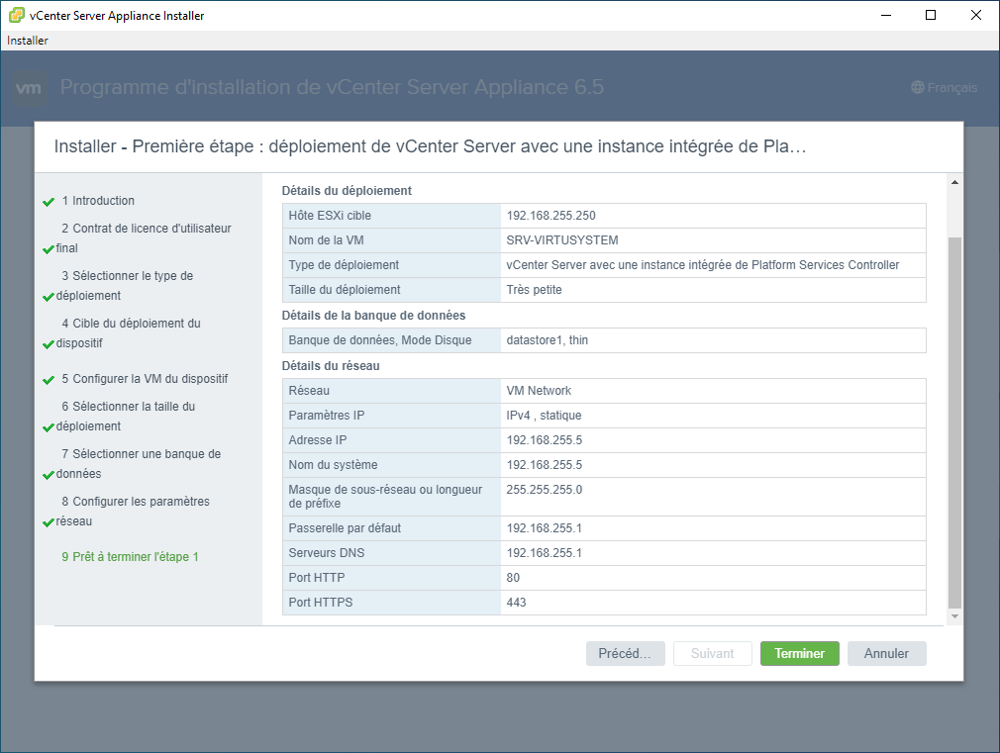 vCenter Server Appliance Installer
Installer
vm
Programme d'installation de vCenter Server Appliance 6.5
Français
Installer - Première étape : déploiement de vCenter Server avec une instance intégrée de Pla…
1 Introduction
2 Contrat de licence d'utilisateur
final
3 Sélectionner le type de
déploiement
4 Cible du déploiement du
dispositif
5 Configurer la VM du dispositif
6 Sélectionner la taille du
déploiement
7 Sélectionner une banque de
données
8 Configurer les paramètres
réseau
9 Prêt à terminer l'étape 1
Détails du déploiement
Hôte ESXi cible 192.168.255.250
Nom de la VM SRV-VIRTUSYSTEM
Type de déploiement vCenter Server avec une instance intégrée de Platform Services Controller
Taille du déploiement Très petite
Détails de la banque de données
Banque de données, Mode Disque datastore1, thin
Détails du réseau
Réseau VM Network
Paramètres IP IPv4 , statique
Adresse IP 192.168.255.5
Nom du système 192.168.255.5
Masque de sous-réseau ou longueur 255.255.255.0
de préfixe
Passerelle par défaut 192.168.255.1
Serveurs DNS 192.168.255.1
Port HTTP 80
Port HTTPS 443
Précéd… Suivant Terminer Annuler